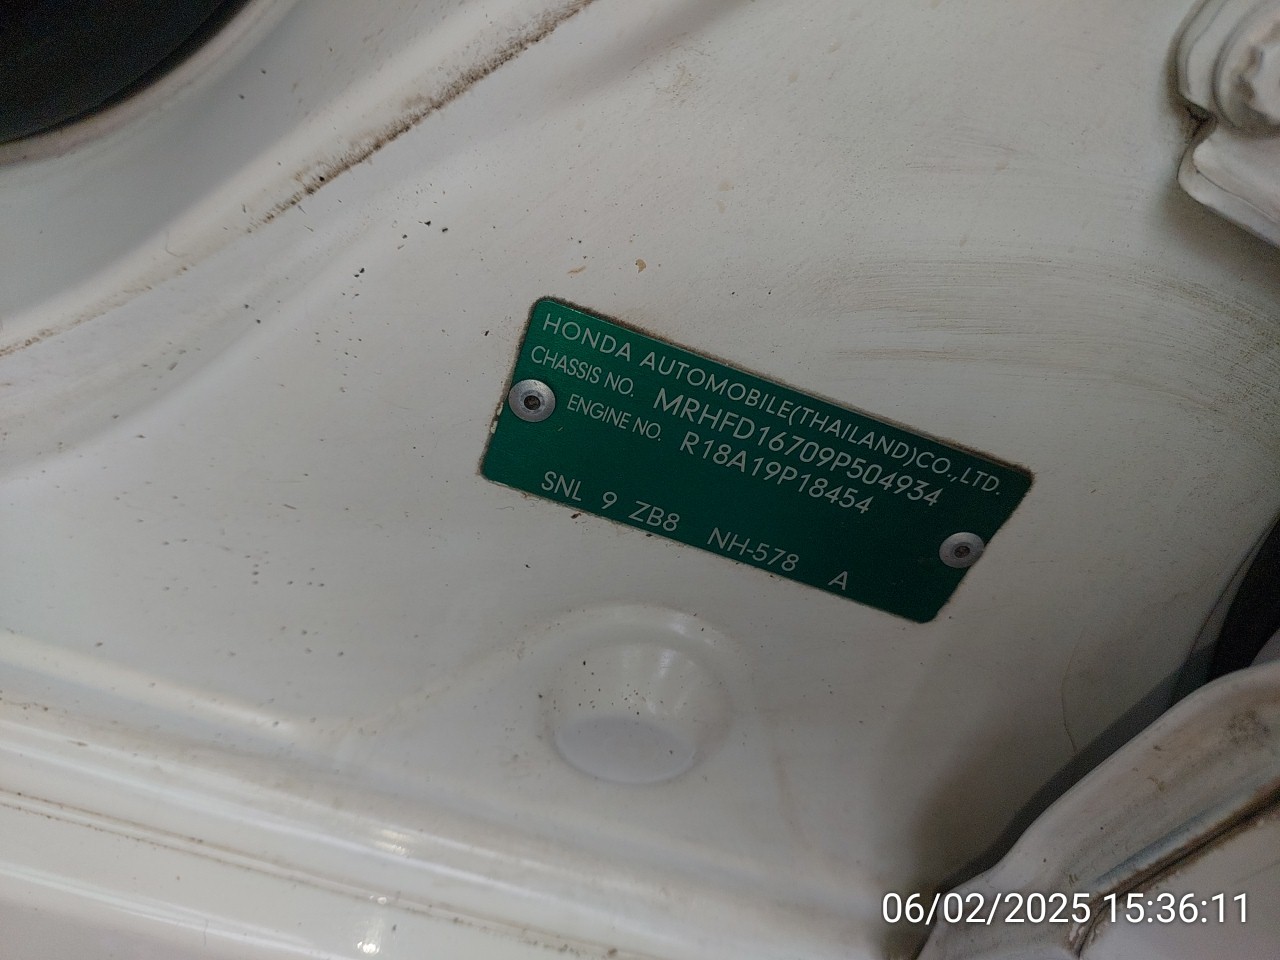 HONDA AUTOMOBILE(THAILAND)CO.,LTD.
CHASSIS NO. MRHFD16709P504934
ENGINE NO. R18A19P18454
SNL 9 ZB8 NH-578 A
06/02/2025 15:36:11